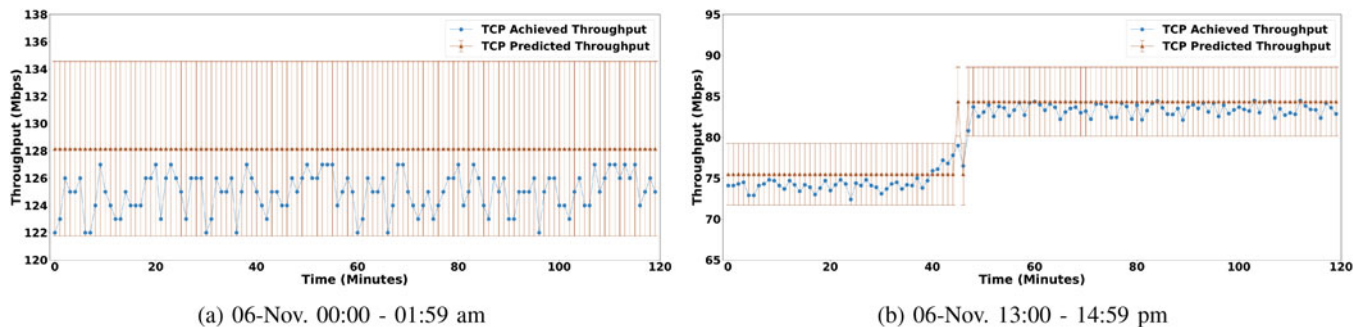 138
136
134
132
130
128
126
124
122
120
Throughput (Mbps)
TCP Achieved Throughput
TCP Predicted Throughput
0 20 40 60 80 100 120
Time (Minutes)
(a) 06-Nov. 00:00 - 01:59 am
95
90
85
80
75
70
65
Throughput (Mbps)
TCP Achieved Throughput
TCP Predicted Throughput
0 20 40 60 80 100 120
Time (Minutes)
(b) 06-Nov. 13:00 - 14:59 pm